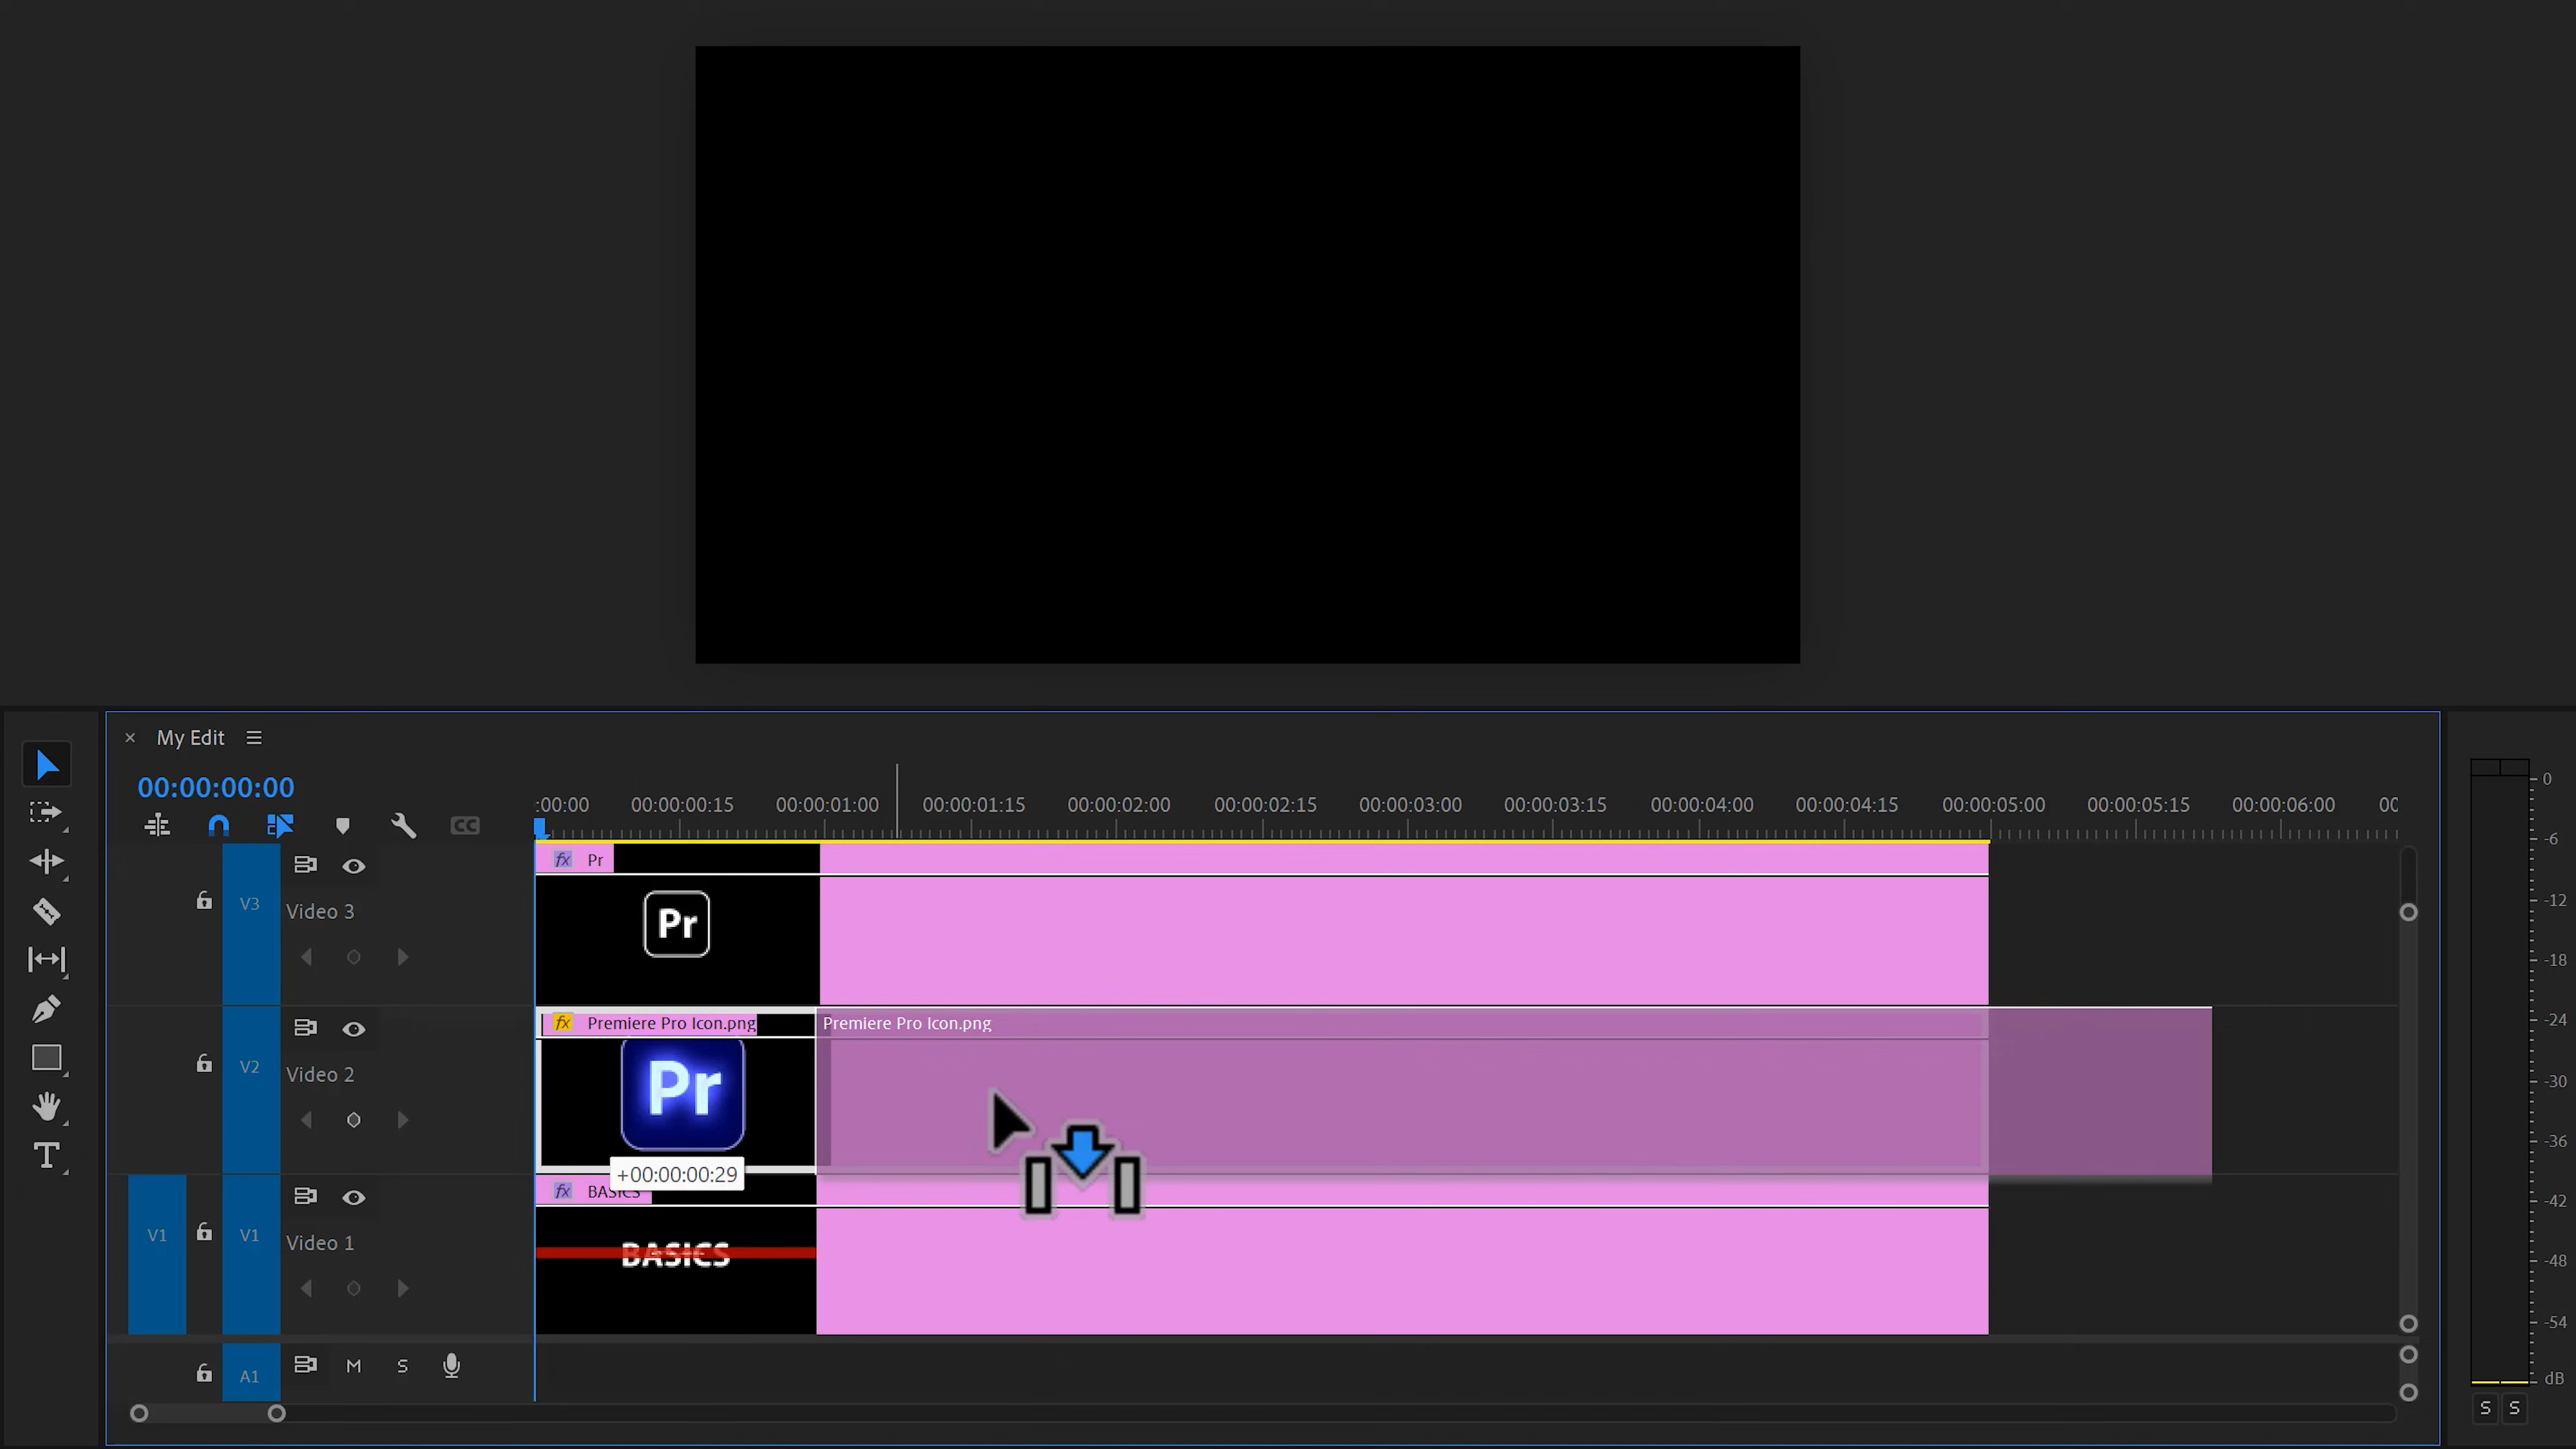 My Edit
00:00:00:00
:00:00 00:00:00:15 00:00:01:00 00:00:01:15 00:00:02:00 00:00:02:15 00:00:03:00 00:00:03:15 00:00:04:00 00:00:04:15 00:00:05:00 00:00:05:15 00:00:06:00 00
CC
fx Pr
V3 Video 3
Pr
fx Premiere Pro Icon.png Premiere Pro Icon.png
V2 Video 2
Pr
+00:00:00:29
fx BASICS
V1 V1 Video 1
BASICS
A1 M S
T
0
-6
-12
-18
-24
-30
-36
-42
-48
-54
dB
S S